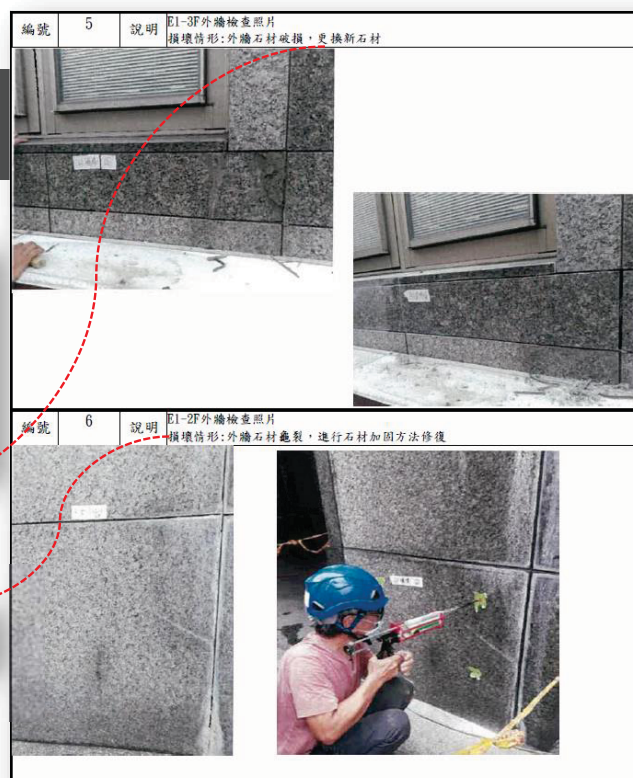 編號 5 說明 E1-3F外牆檢查照片
損壞情形:外牆石材破損，更換新石材
編號 6 說明 E1-2F外牆檢查照片
損壞情形:外牆石材龜裂，進行石材加固方法修復